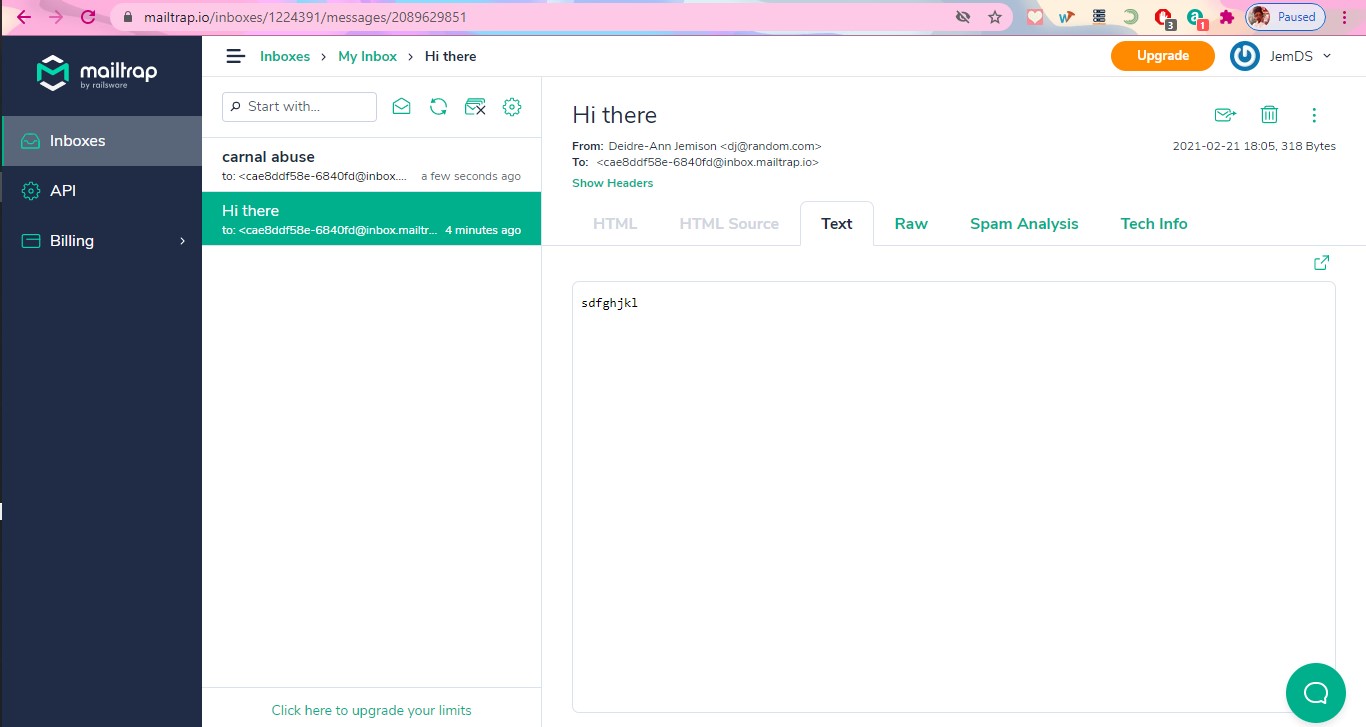 mailtrap.io/inboxes/1224391/messages/2089629851
3
1
Paused
mailtrap
by railsware
Inboxes
API
Billing
Inboxes › My Inbox › Hi there
Upgrade
JemDS
Start with...
carnal abuse
to: <cae8ddf58e-6840fd@inbox.... a few seconds ago
Hi there
to: <cae8ddf58e-6840fd@inbox.mailtr... 4 minutes ago
Click here to upgrade your limits
Hi there
From: Deidre-Ann Jemison <dj@random.com>
2021-02-21 18:05, 318 Bytes
To: <cae8ddf58e-6840fd@inbox.mailtrap.io>
Show Headers
HTML HTML Source Text Raw Spam Analysis Tech Info
sdfghjkl